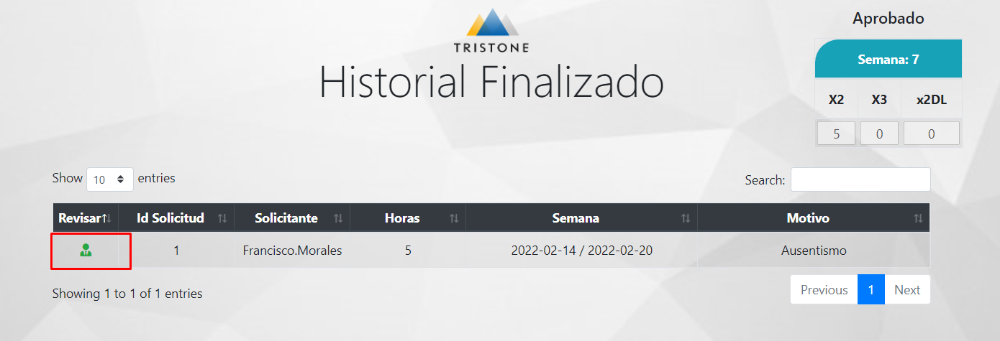 TRISTONE
Historial Finalizado
Aprobado
Semana: 7
X2 X3 x2DL
5 0 0
Show 10 entries
Search:
Revisar Id Solicitud Solicitante Horas Semana Motivo
1 Francisco.Morales 5 2022-02-14 / 2022-02-20 Ausentismo
Showing 1 to 1 of 1 entries
Previous 1 Next